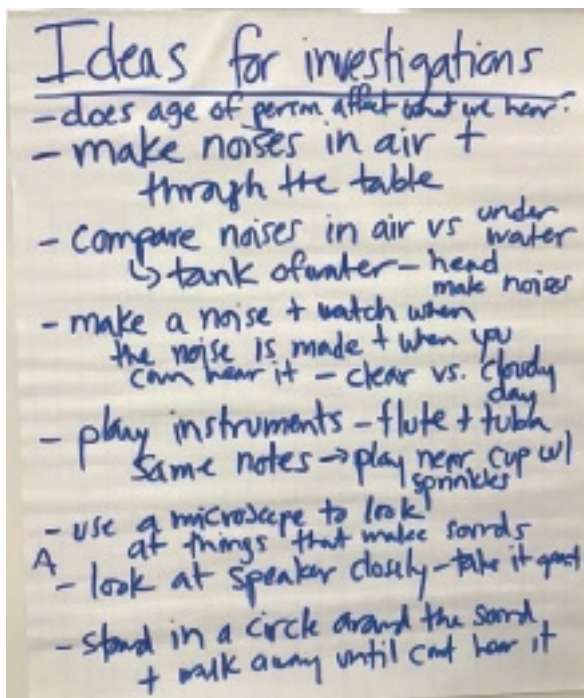 Ideas for investigations
- does age of person affect what we hear?
- make noises in air +
through the table
- compare noises in air vs under water
↳ tank of water - head
make noises
- make a noise + watch when
the noise is made + when you
can hear it - clear vs. cloudy
day
- play instruments - flute + tuba
same notes → play near cup w/
sprinkles
- use a microscope to look
at things that make sounds
A
- look at speaker closely - take it apart
- stand in a circle around the sound
+ walk away until cant hear it